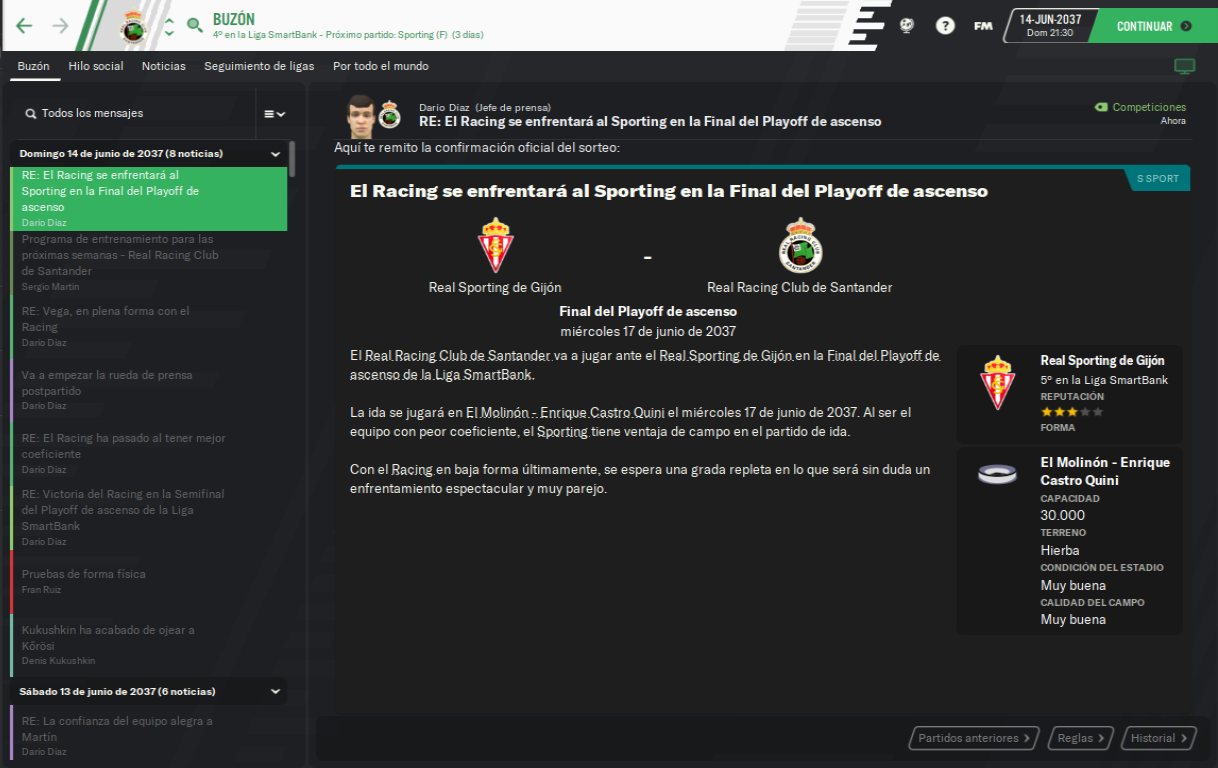 BUZÓN
4º en la Liga SmartBank - Próximo partido: Sporting (F) (3 días)
?
FM
14-JUN-2037
Dom 21:30
CONTINUAR
Buzón Hilo social Noticias Seguimiento de ligas Por todo el mundo
Todos los mensajes
Domingo 14 de junio de 2037 (8 noticias)
RE: El Racing se enfrentará al
Sporting en la Final del Playoff de
ascenso
Darío Díaz
Programa de entrenamiento para las
próximas semanas - Real Racing Club
de Santander
Sergio Martín
RE: Vega, en plena forma con el
Racing
Darío Díaz
Va a empezar la rueda de prensa
postpartido
Darío Díaz
RE: El Racing ha pasado al tener mejor
coeficiente
Darío Díaz
RE: Victoria del Racing en la Semifinal
del Playoff de ascenso de la Liga
SmartBank
Darío Díaz
Pruebas de forma física
Fran Ruiz
Kukushkin ha acabado de ojear a
Kőrösi
Denis Kukushkin
Sábado 13 de junio de 2037 (6 noticias)
RE: La confianza del equipo alegra a
Martín
Darío Díaz
Darío Díaz (Jefe de prensa)
RE: El Racing se enfrentará al Sporting en la Final del Playoff de ascenso
Competiciones
Ahora
Aquí te remito la confirmación oficial del sorteo:
S SPORT
El Racing se enfrentará al Sporting en la Final del Playoff de ascenso
-
Real Sporting de Gijón
Real Racing Club de Santander
Final del Playoff de ascenso
miércoles 17 de junio de 2037
El Real Racing Club de Santander va a jugar ante el Real Sporting de Gijón en la Final del Playoff de
ascenso de la Liga SmartBank.
La ida se jugará en El Molinón - Enrique Castro Quini el miércoles 17 de junio de 2037. Al ser el
equipo con peor coeficiente, el Sporting tiene ventaja de campo en el partido de ida.
Con el Racing en baja forma últimamente, se espera una grada repleta en lo que será sin duda un
enfrentamiento espectacular y muy parejo.
Real Sporting de Gijón
5º en la Liga SmartBank
REPUTACIÓN
FORMA
El Molinón - Enrique
Castro Quini
CAPACIDAD
30.000
TERRENO
Hierba
CONDICIÓN DEL ESTADIO
Muy buena
CALIDAD DEL CAMPO
Muy buena
Partidos anteriores
Reglas
Historial